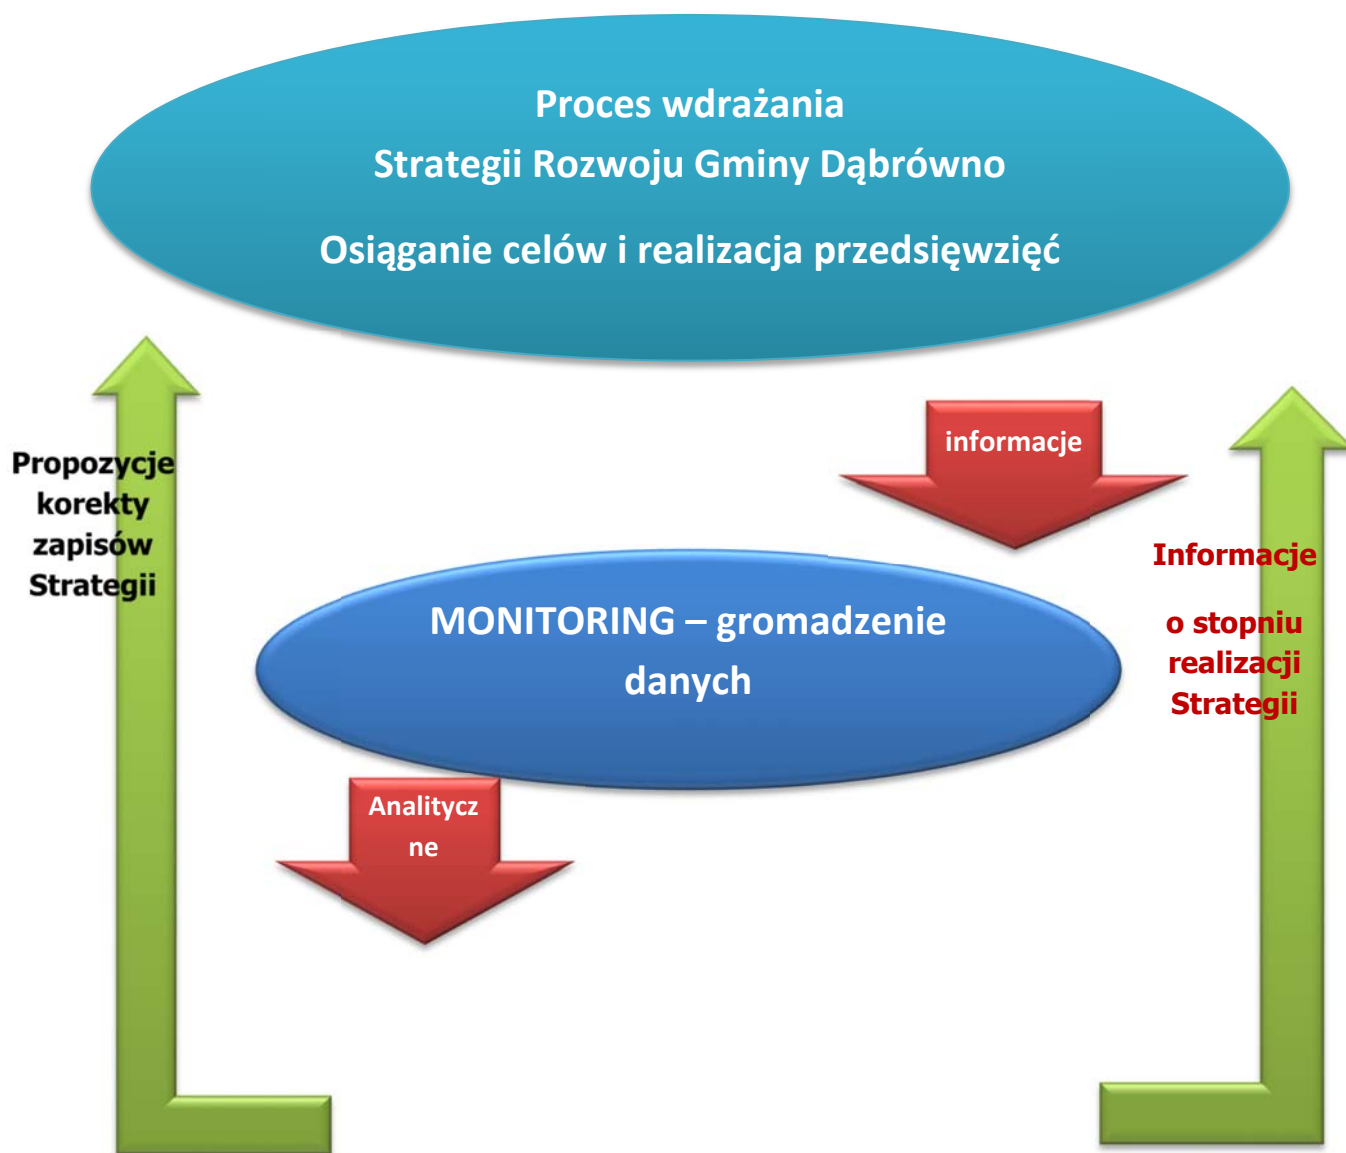 Proces wdrażania
Strategii Rozwoju Gminy Dąbrówno
Osiąganie celów i realizacja przedsięwzięć
informacje
Propozycje
korekty
zapisów
Strategii
Informacje
o stopniu
realizacji
Strategii
MONITORING – gromadzenie
danych
Analitycz
ne